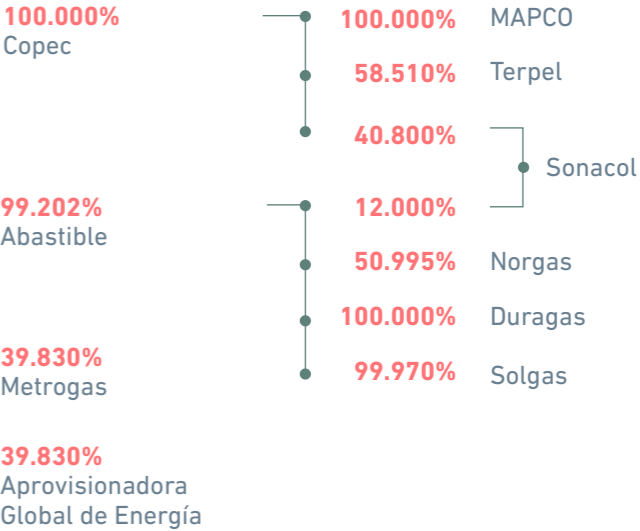 100.000%
Copec
100.000% MAPCO
58.510% Terpel
40.800%
Sonacol
99.202%
Abastible
12.000%
50.995% Norgas
100.000% Duragas
99.970% Solgas
39.830%
Metrogas
39.830%
Aprovisionadora
Global de Energía